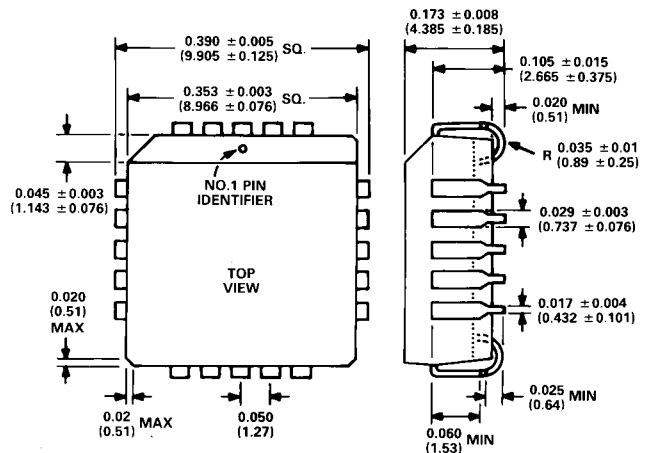 0.390 ±0.005 SQ.
(9.905 ±0.125)
0.353 ±0.003 SQ.
(8.966 ±0.076)
0.045 ±0.003
(1.143 ±0.076)
NO.1 PIN
IDENTIFIER
TOP
VIEW
0.020
(0.51)
MAX
0.02 MAX
(0.51)
0.050
(1.27)
0.173 ±0.008
(4.385 ±0.185)
0.105 ±0.015
(2.665 ±0.375)
0.020 MIN
(0.51)
R 0.035 ±0.01
(0.89 ±0.25)
0.029 ±0.003
(0.737 ±0.076)
0.017 ±0.004
(0.432 ±0.101)
0.025 MIN
(0.64)
0.060 MIN
(1.53)